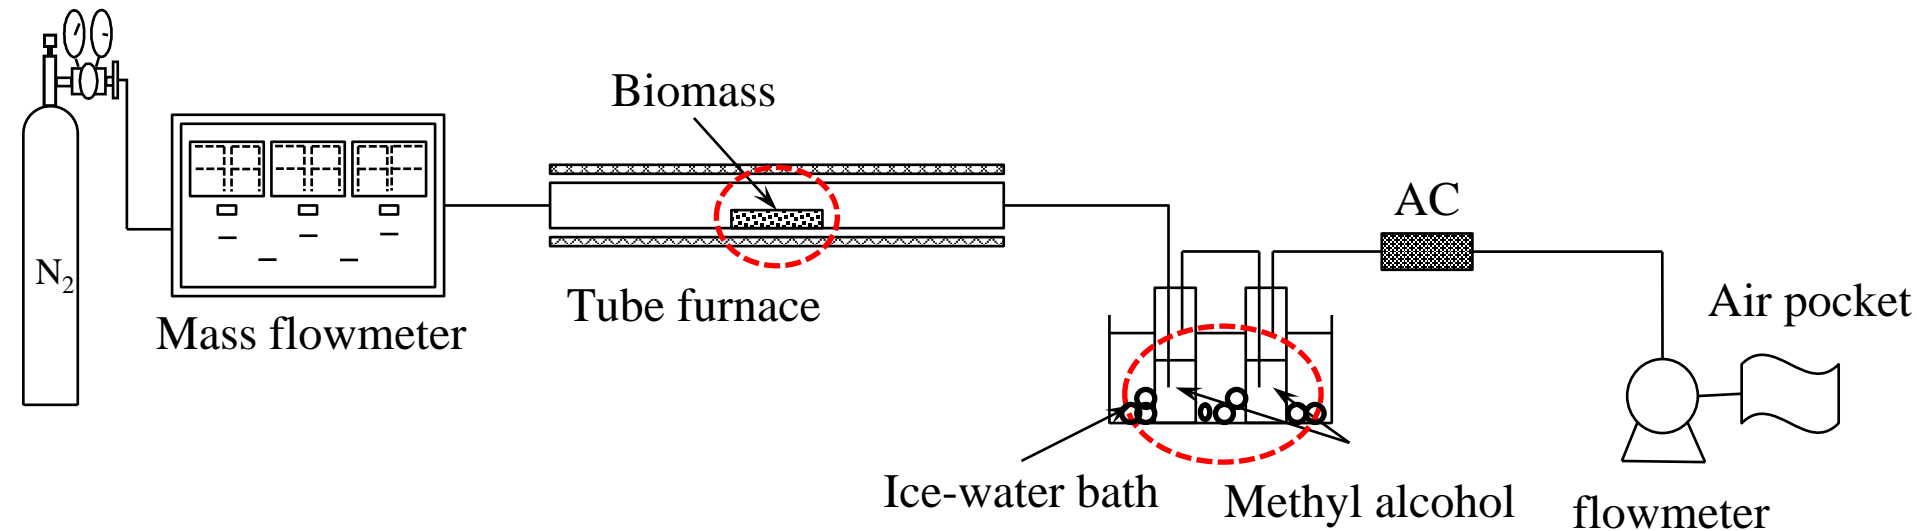 Biomass
AC
N₂
Tube furnace
Mass flowmeter
Air pocket
Ice-water bath
Methyl alcohol
flowmeter